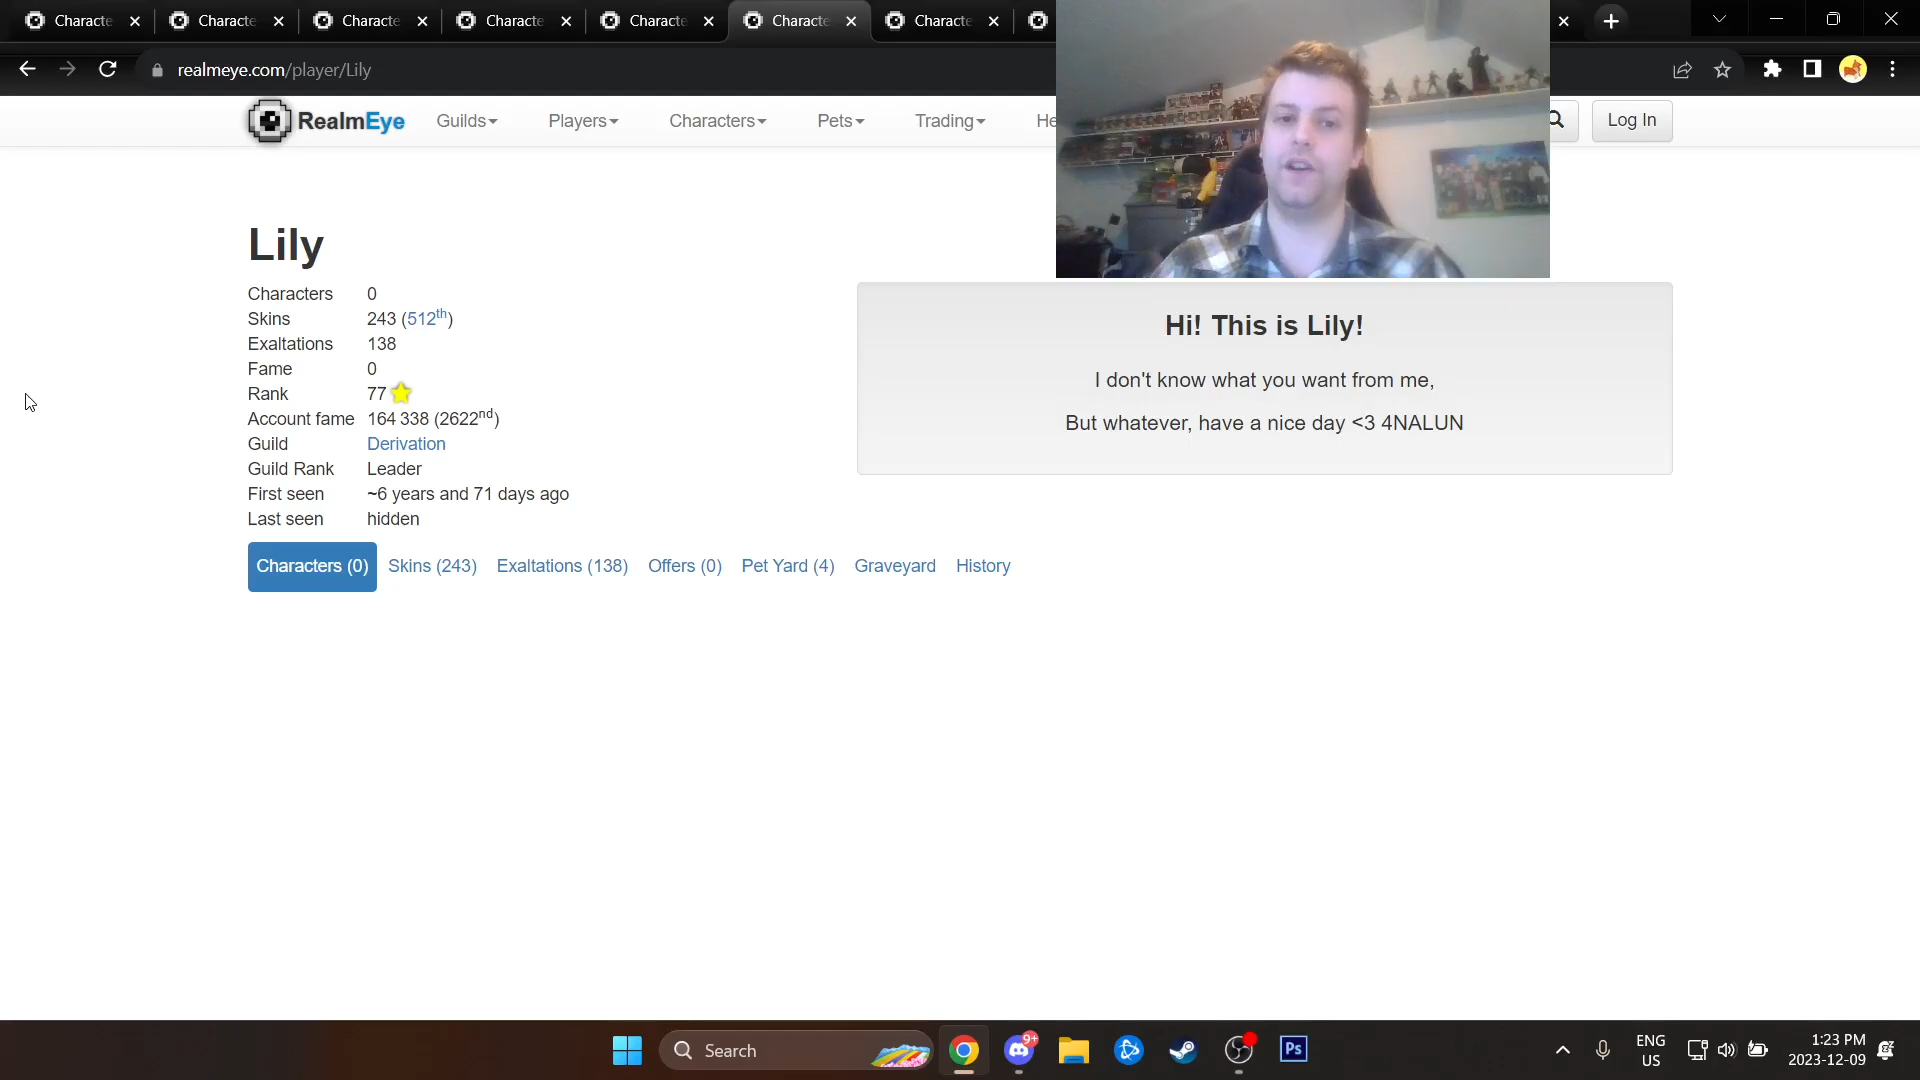 Characte
Characte
Characte
Characte
Characte
Characte
Characte
realmeye.com/player/Lily
RealmEye
Guilds
Players
Characters
Pets
Trading
He
Log In
Lily
Characters 0
Skins 243 (512th)
Exaltations 138
Fame 0
Rank 77
Account fame 164 338 (2622nd)
Guild Derivation
Guild Rank Leader
First seen ~6 years and 71 days ago
Last seen hidden
Hi! This is Lily!
I don't know what you want from me,
But whatever, have a nice day <3 4NALUN
Characters (0) Skins (243) Exaltations (138) Offers (0) Pet Yard (4) Graveyard History
Search
9+
Ps
ENG
US
1:23 PM
2023-12-09